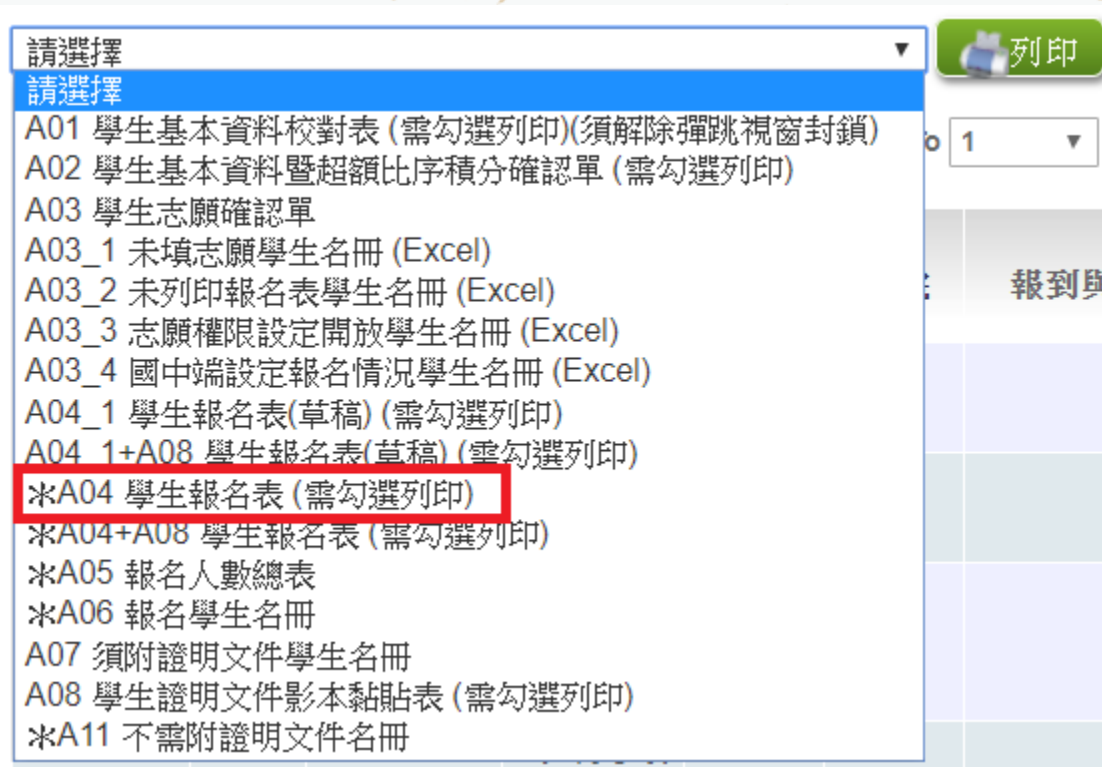 請選擇
列印
請選擇
A01 學生基本資料校對表 (需勾選列印)(須解除彈跳視窗封鎖)
1
A02 學生基本資料暨超額比序積分確認單 (需勾選列印)
A03 學生志願確認單
A03_1 未填志願學生名冊 (Excel)
A03_2 未列印報名表學生名冊 (Excel)
報到與
A03_3 志願權限設定開放學生名冊 (Excel)
A03_4 國中端設定報名情況學生名冊 (Excel)
A04_1 學生報名表(草稿) (需勾選列印)
A04_1+A08 學生報名表(草稿) (需勾選列印)
＊A04 學生報名表 (需勾選列印)
＊A04+A08 學生報名表 (需勾選列印)
＊A05 報名人數總表
＊A06 報名學生名冊
A07 須附證明文件學生名冊
A08 學生證明文件影本黏貼表 (需勾選列印)
＊A11 不需附證明文件名冊